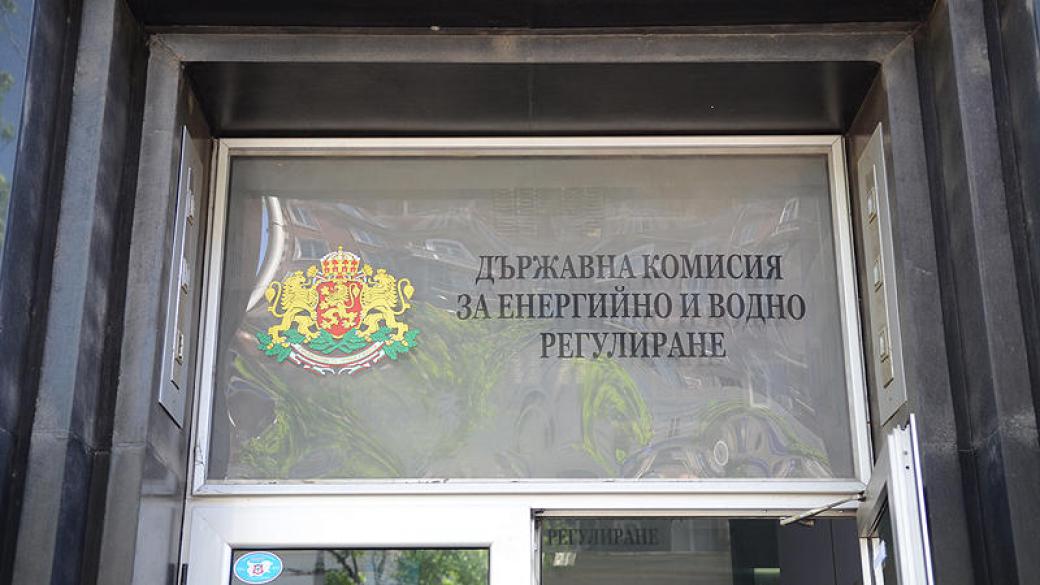 ДЪРЖАВНА КОМИСИЯ
ЗА ЕНЕРГИЙНО И ВОДНО
РЕГУЛИРАНЕ
РЕГУЛИРАНЕ